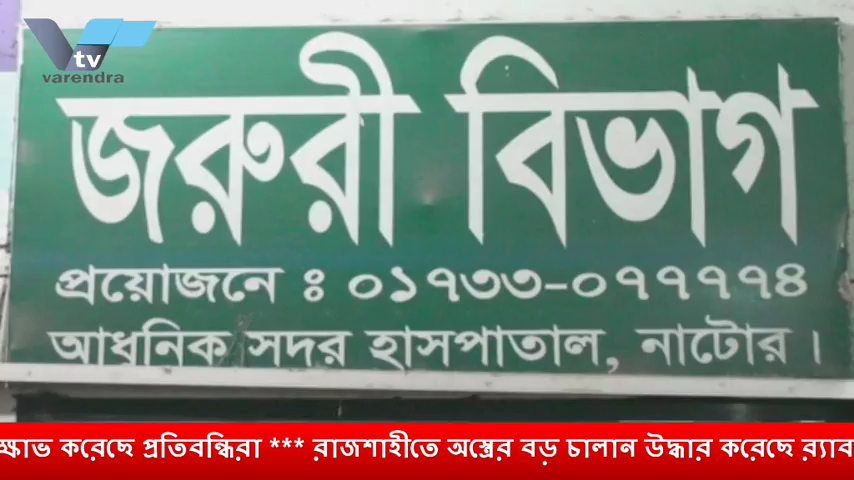 tv
varendra
জরুরী বিভাগ
প্রয়োজনে ঃ ০১৭৩৩-০৭৭৭৭৪
আধুনিক সদর হাসপাতাল, নাটোর।
ক্ষোভ করেছে প্রতিবন্ধিরা *** রাজশাহীতে অস্ত্রের বড় চালান উদ্ধার করেছে র‍্যাব